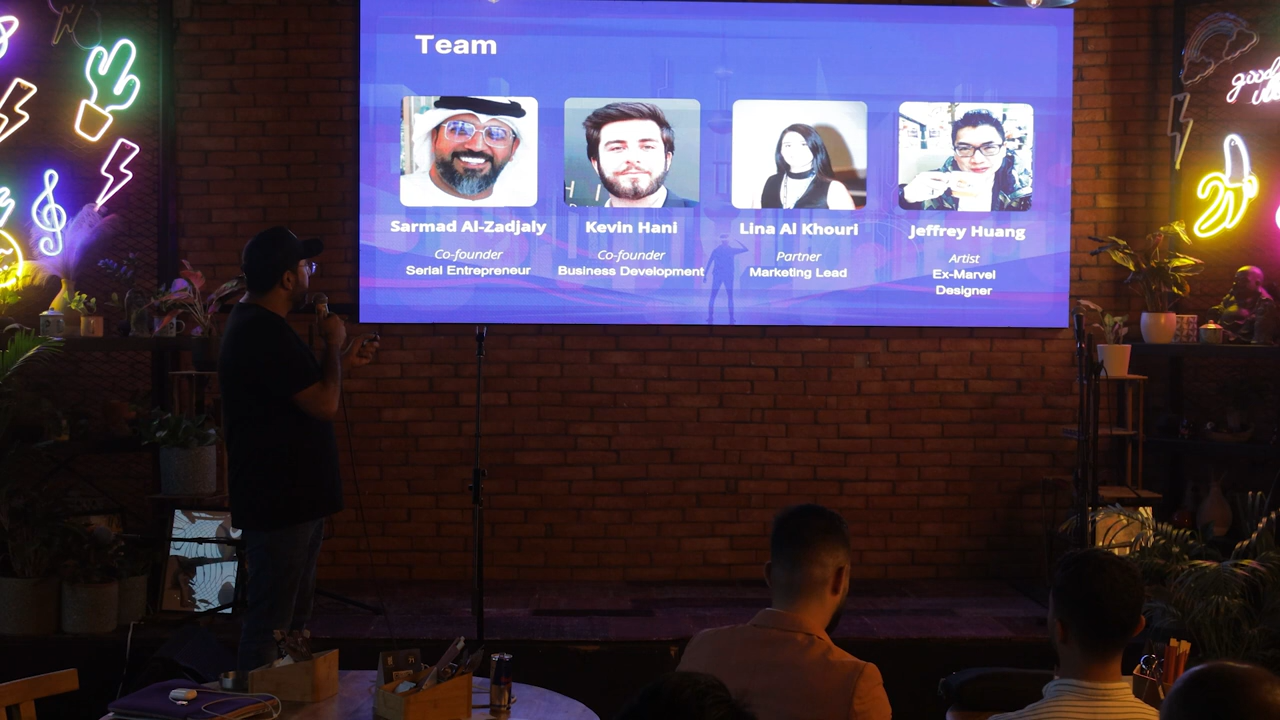 Team
Sarmad Al-Zadjaly
Co-founder
Serial Entrepreneur
Kevin Hani
Co-founder
Business Development
Lina Al Khouri
Partner
Marketing Lead
Jeffrey Huang
Artist
Ex-Marvel
Designer
good